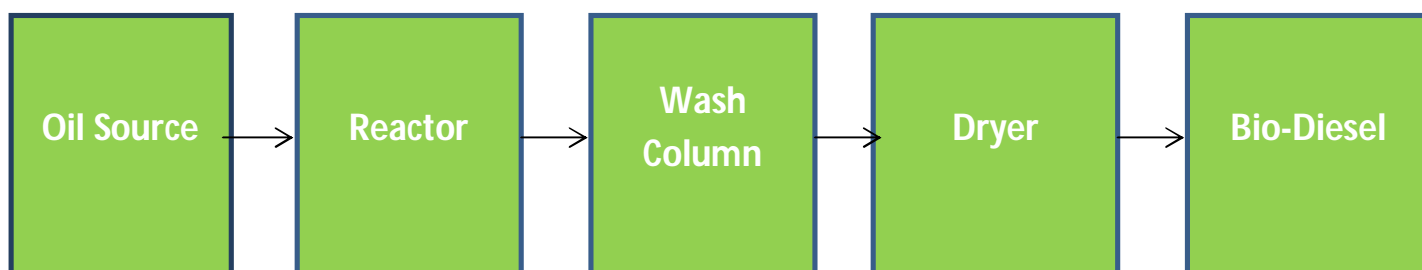 Oil Source
Reactor
Wash
Column
Dryer
Bio-Diesel